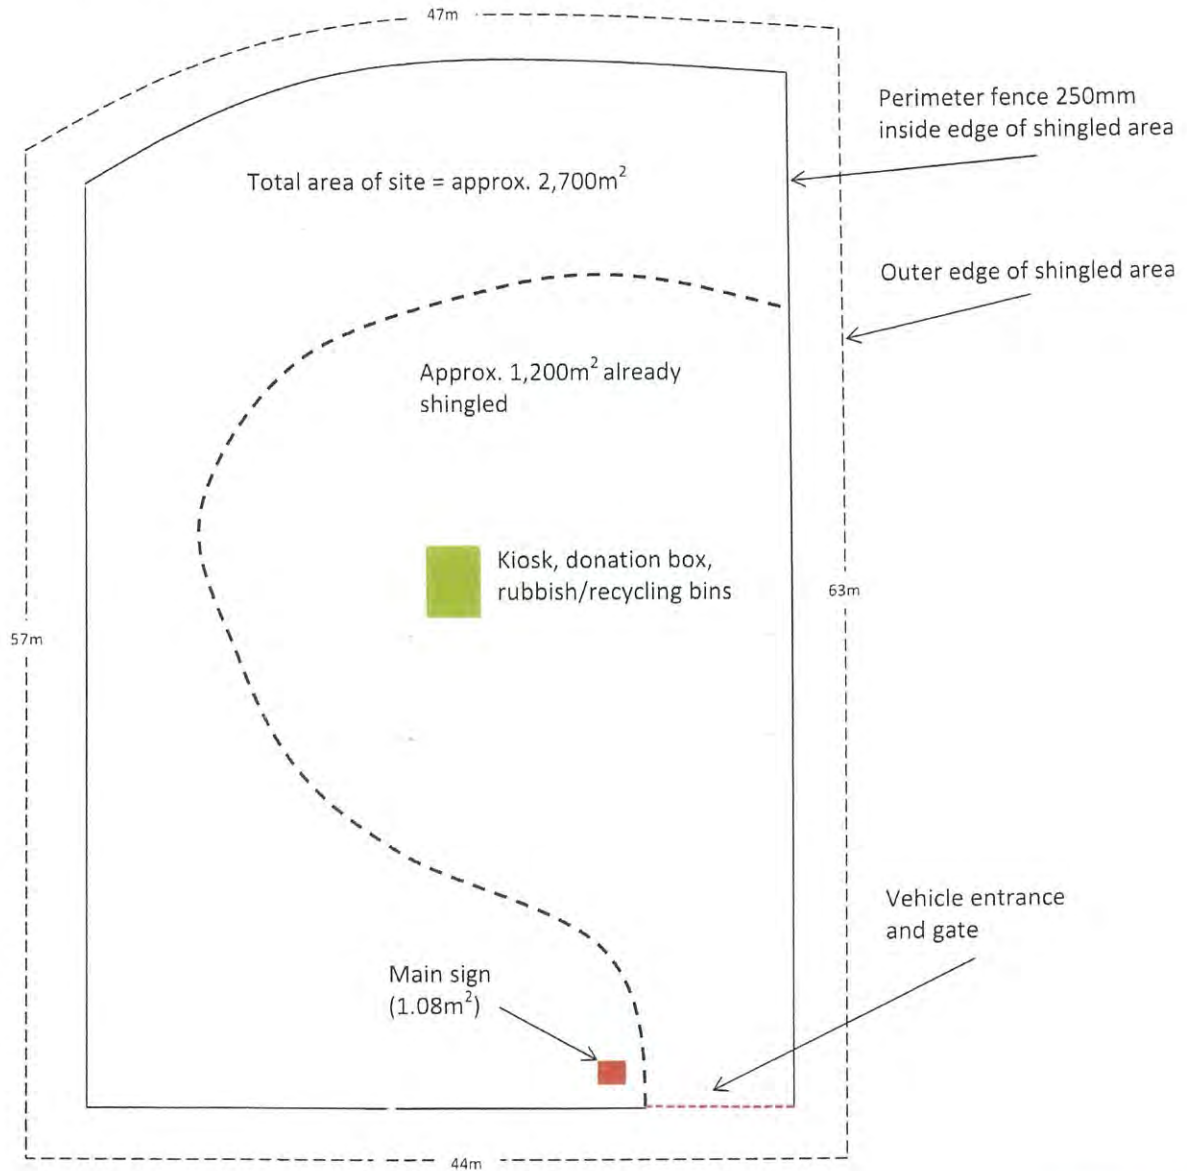 47m
Perimeter fence 250mm
inside edge of shingled area
Total area of site = approx. 2,700m²
Outer edge of shingled area
Approx. 1,200m² already
shingled
Kiosk, donation box,
rubbish/recycling bins
63m
57m
Vehicle entrance
and gate
Main sign
(1.08m²)
44m